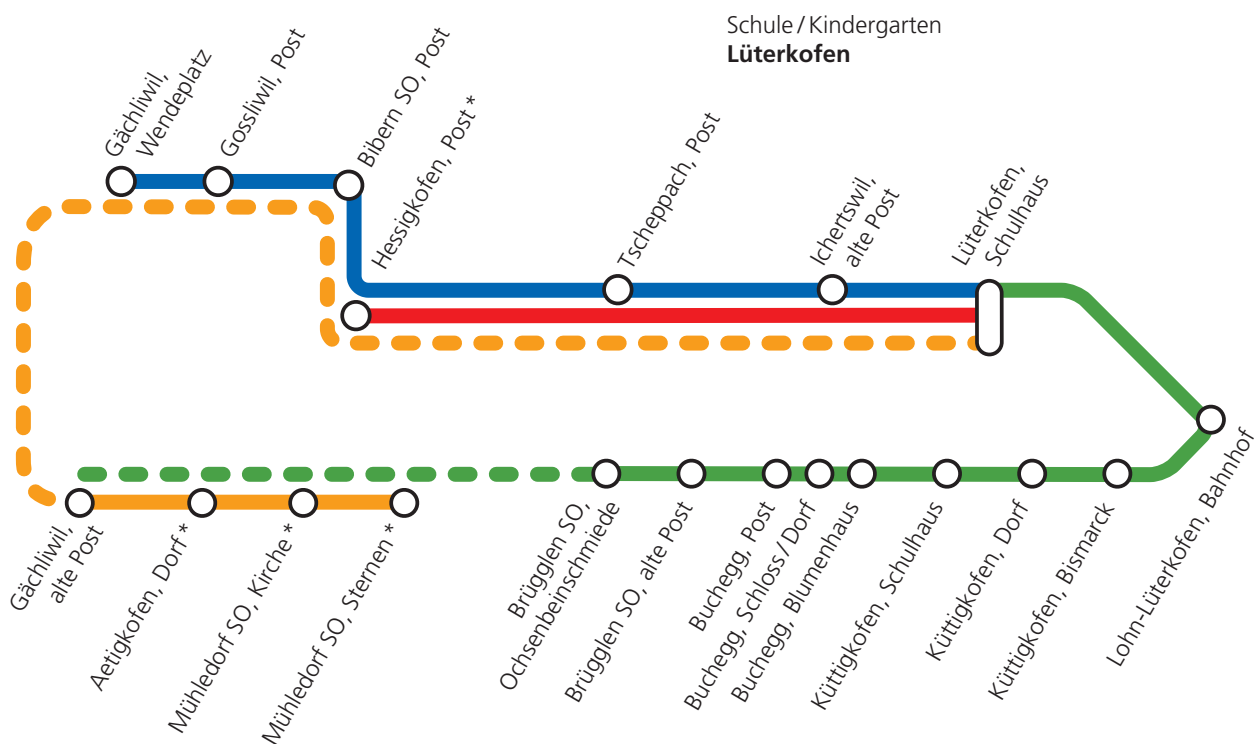 Schule / Kindergarten
Lüterkofen
Gächliwil,
Wendeplatz
Gossliwil, Post
Bibern SO, Post
Hessigkofen, Post *
Tscheppach, Post
Ichertswil,
alte Post
Lüterkofen,
Schulhaus
Gächliwil,
alte Post
Aetigkofen, Dorf *
Mühledorf SO, Kirche *
Mühledorf SO, Sternen *
Brügglen SO,
Ochsenbeinschmiede
Brügglen SO, alte Post
Buchegg, Post
Buchegg, Schloss / Dorf
Buchegg, Blumenhaus
Küttigkofen, Schulhaus
Küttigkofen, Dorf
Küttigkofen, Bismarck
Lohn-Lüterkofen, Bahnhof